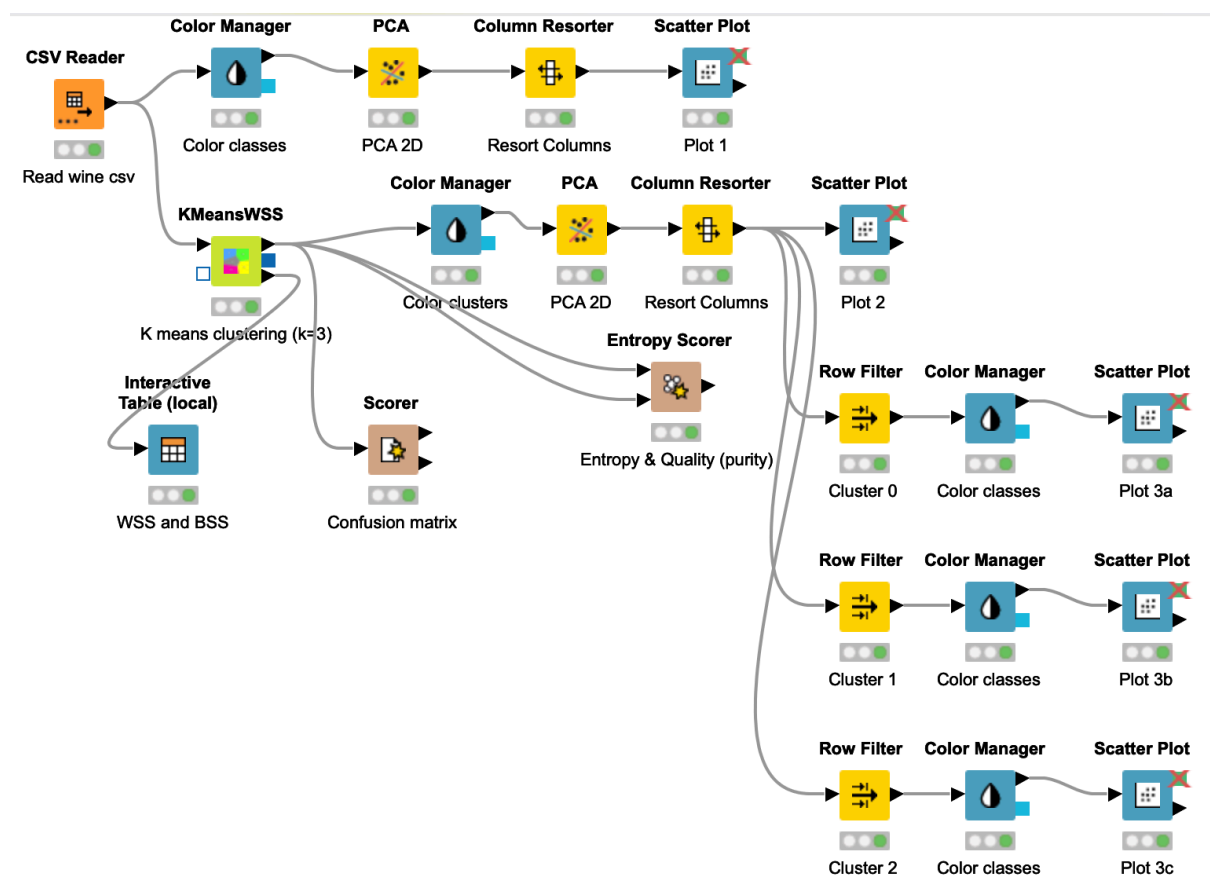 Color Manager
PCA
Column Resorter
Scatter Plot
CSV Reader
Color classes
PCA 2D
Resort Columns
Plot 1
Read wine csv
Color Manager
PCA
Column Resorter
Scatter Plot
KMeansWSS
Color clusters
PCA 2D
Resort Columns
Plot 2
K means clustering (k=3)
Entropy Scorer
Interactive
Table (local)
Scorer
Row Filter
Color Manager
Scatter Plot
Entropy & Quality (purity)
Cluster 0
Color classes
Plot 3a
WSS and BSS
Confusion matrix
Row Filter
Color Manager
Scatter Plot
Cluster 1
Color classes
Plot 3b
Row Filter
Color Manager
Scatter Plot
Cluster 2
Color classes
Plot 3c